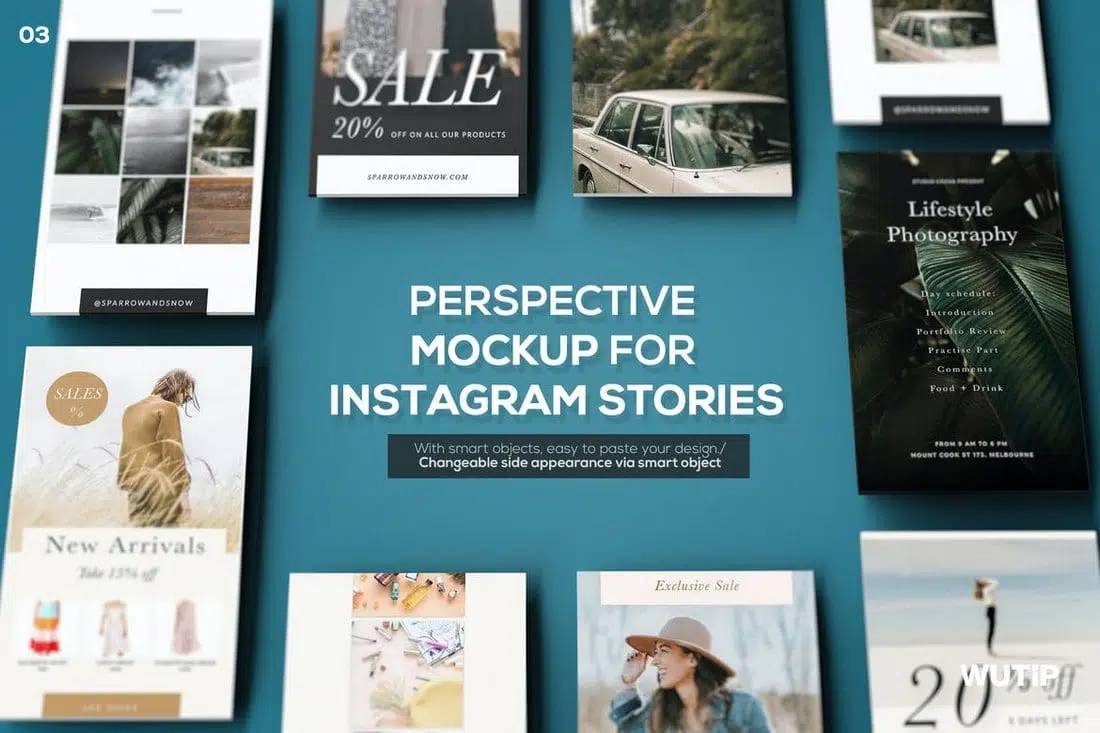 03
@SPARROWANDSNOW
SALE
20% OFF ON ALL OUR PRODUCTS
SPARROWANDSNOW.COM
@SPARROWANDSNOW
STUDIO CREAS PRESENT
Lifestyle
Photography
Day schedule:
Introduction
Portfolio Review
Practise Part
Comments
Food + Drink
FROM 9 AM TO 6 PM
MOUNT COOK ST 173, MELBOURNE
PERSPECTIVE
MOCKUP FOR
INSTAGRAM STORIES
With smart objects, easy to paste your design./
Changeable side appearance via smart object
SALES
%
New Arrivals
Take 15% off
SEE MORE
Exclusive Sale
20% off
5 DAYS LEFT
WUTiP